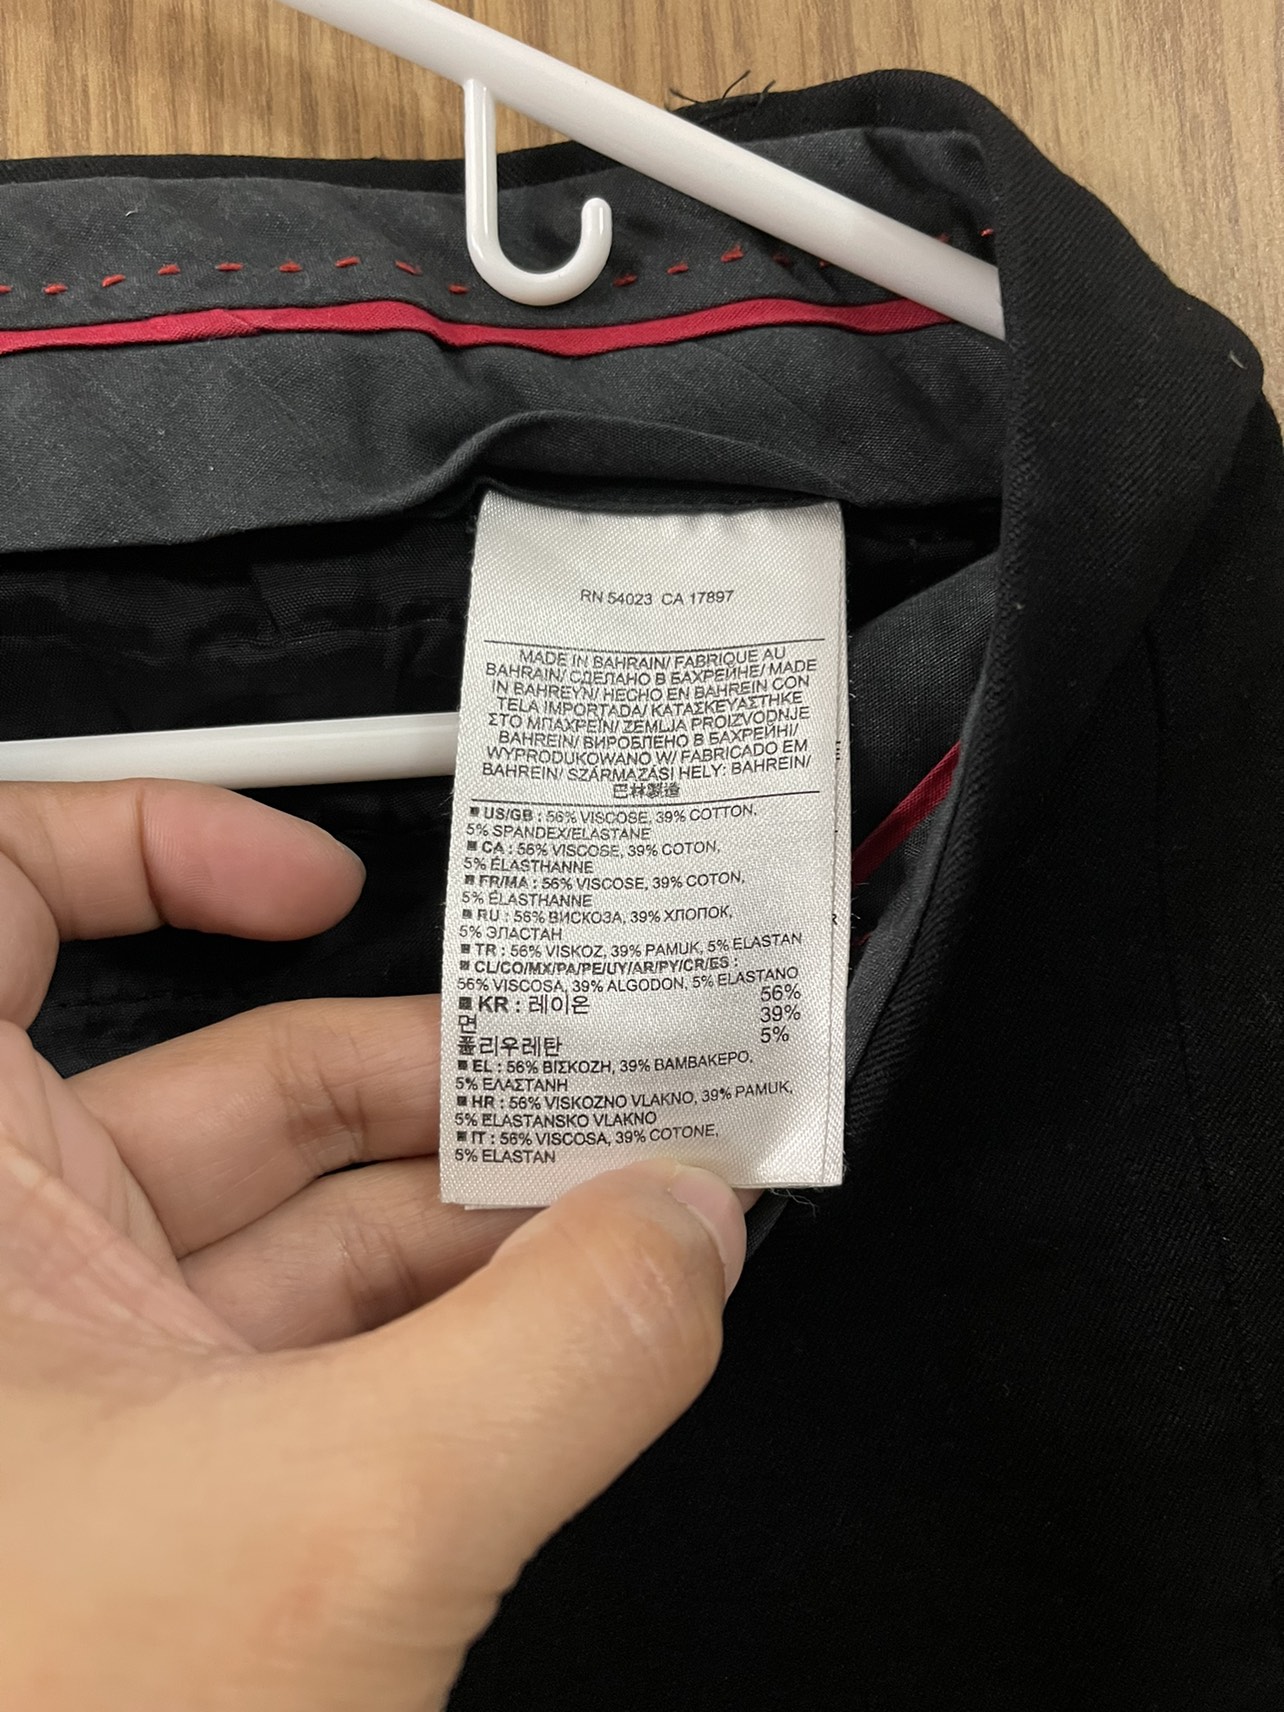 RN 54023 CA 17897
MADE IN BAHRAIN/ FABRIQUE AU
BAHRAIN/ СДЕЛАНО В БАХРЕЙНЕ/ MADE
IN BAHREYN/ HECHO EN BAHREIN CON
TELA IMPORTADA/ ΚΑΤΑΣΚΕΥΑΣΤΗΚΕ
ΣΤΟ ΜΠΑΧΡΕΪΝ/ ZEMLJA PROIZVODNJE
BAHREIN/ ВИРОБЛЕНО В БАХРЕЙНІ/
WYPRODUKOWANO W/ FABRICADO EM
BAHREIN/ SZÁRMAZÁSI HELY: BAHREIN/
巴林製造
■ US/GB : 56% VISCOSE, 39% COTTON,
5% SPANDEX/ELASTANE
■ CA : 56% VISCOSE, 39% COTON,
5% ÉLASTHANNE
■ FR/MA : 56% VISCOSE, 39% COTON,
5% ÉLASTHANNE
■ RU : 56% ВИСКОЗА, 39% ХЛОПОК,
5% ЭЛАСТАН
■ TR : 56% VISKOZ, 39% PAMUK, 5% ELASTAN
■ CL/CO/MX/PA/PE/UY/AR/PY/CR/ES :
56% VISCOSA, 39% ALGODON, 5% ELASTANO
■ KR : 레이온 56%
면 39%
폴리우레탄 5%
■ EL : 56% ΒΙΣΚΟΖΗ, 39% ΒΑΜΒΑΚΕΡΟ,
5% ΕΛΑΣΤΑΝΗ
■ HR : 56% VISKOZNO VLAKNO, 39% PAMUK,
5% ELASTANSKO VLAKNO
■ IT : 56% VISCOSA, 39% COTONE,
5% ELASTAN